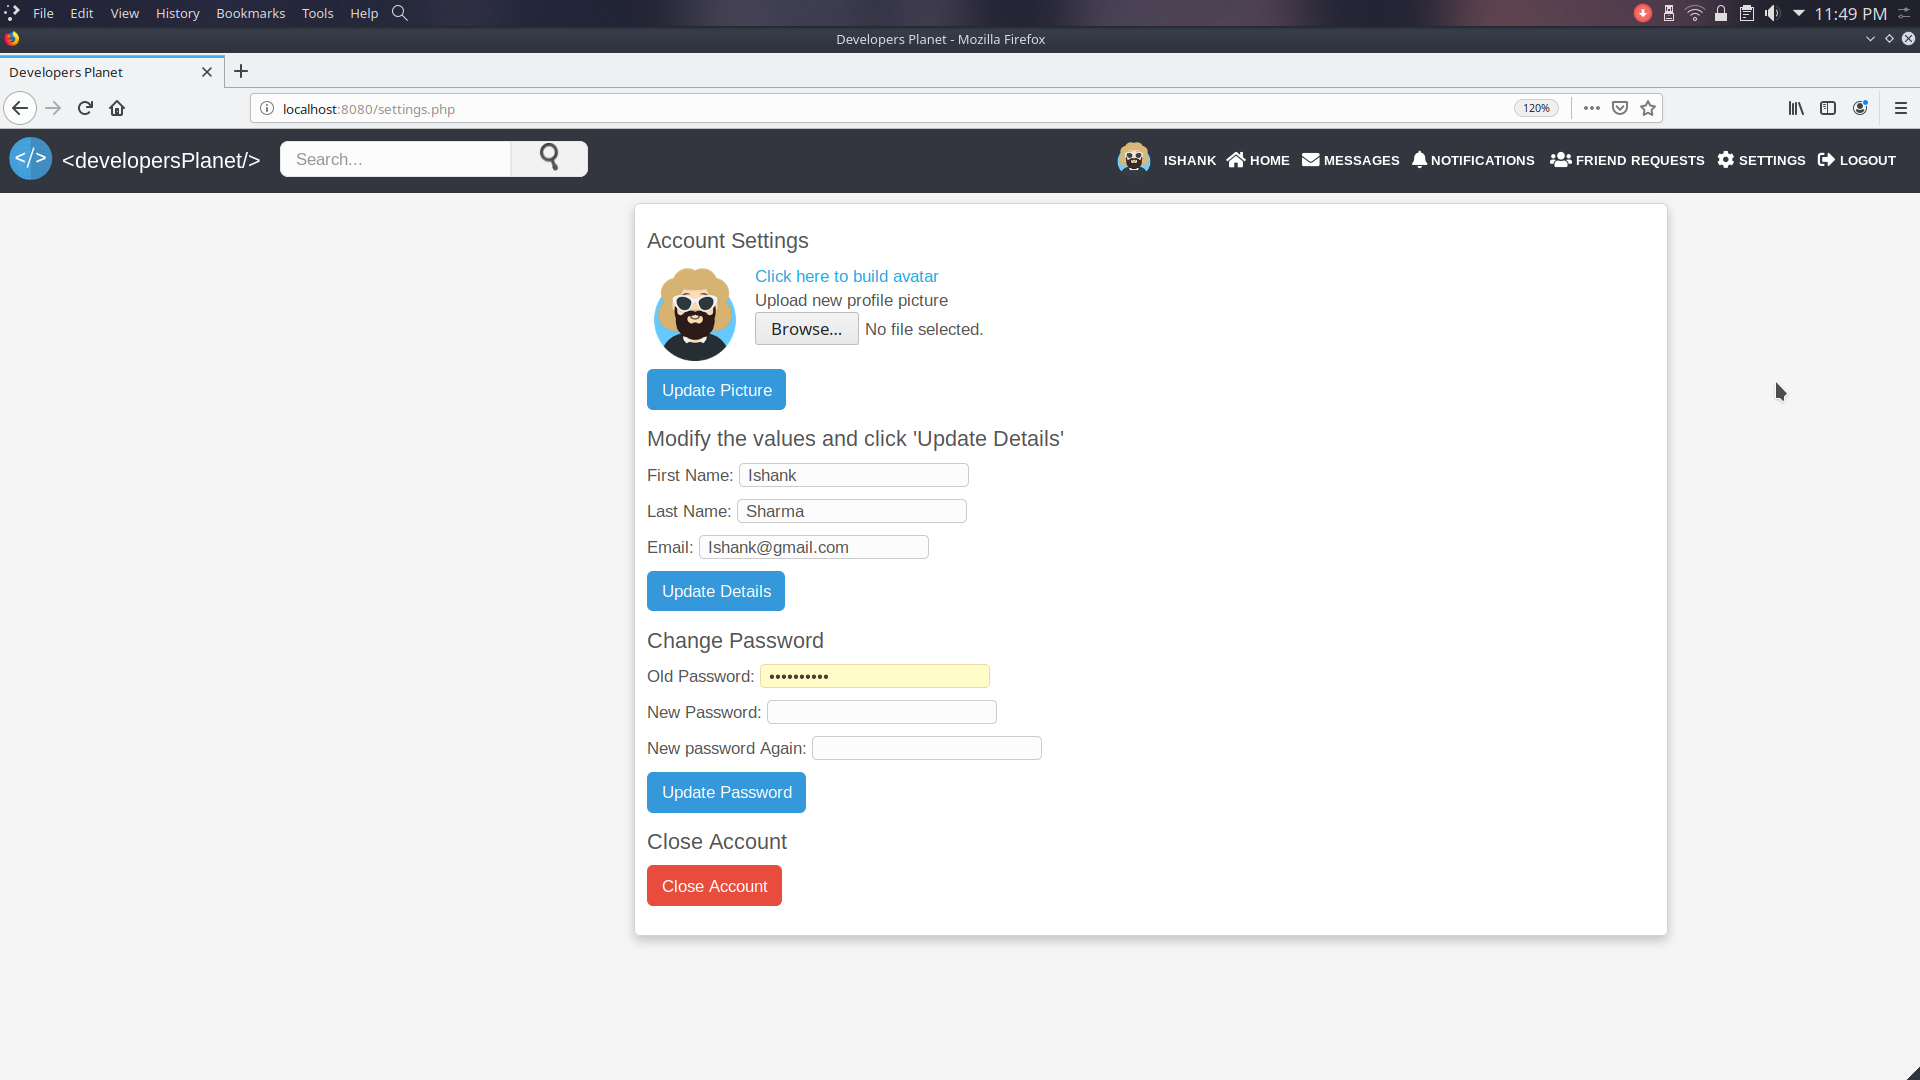 File Edit View History Bookmarks Tools Help 11:49 PM
Developers Planet - Mozilla Firefox
Developers Planet
localhost:8080/settings.php 120%
</> <developersPlanet/> Search... ISHANK HOME MESSAGES NOTIFICATIONS FRIEND REQUESTS SETTINGS LOGOUT
Account Settings
Click here to build avatar
Upload new profile picture
Browse... No file selected.
Update Picture
Modify the values and click 'Update Details'
First Name: Ishank
Last Name: Sharma
Email: Ishank@gmail.com
Update Details
Change Password
Old Password: ••••••••••
New Password:
New password Again:
Update Password
Close Account
Close Account